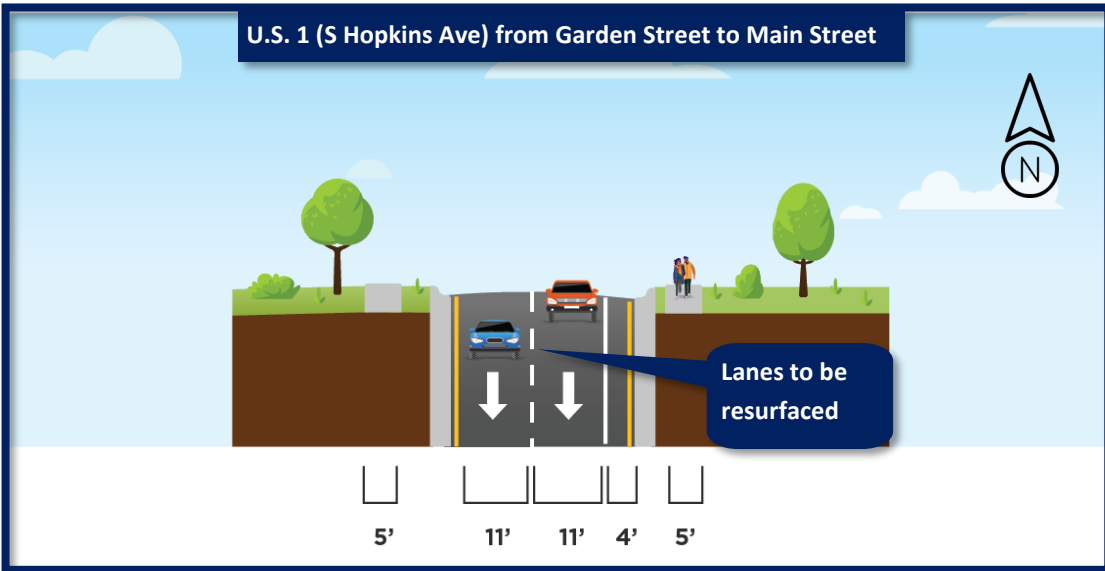 U.S. 1 (S Hopkins Ave) from Garden Street to Main Street
N
Lanes to be
resurfaced
5’ 11’ 11’ 4’ 5’